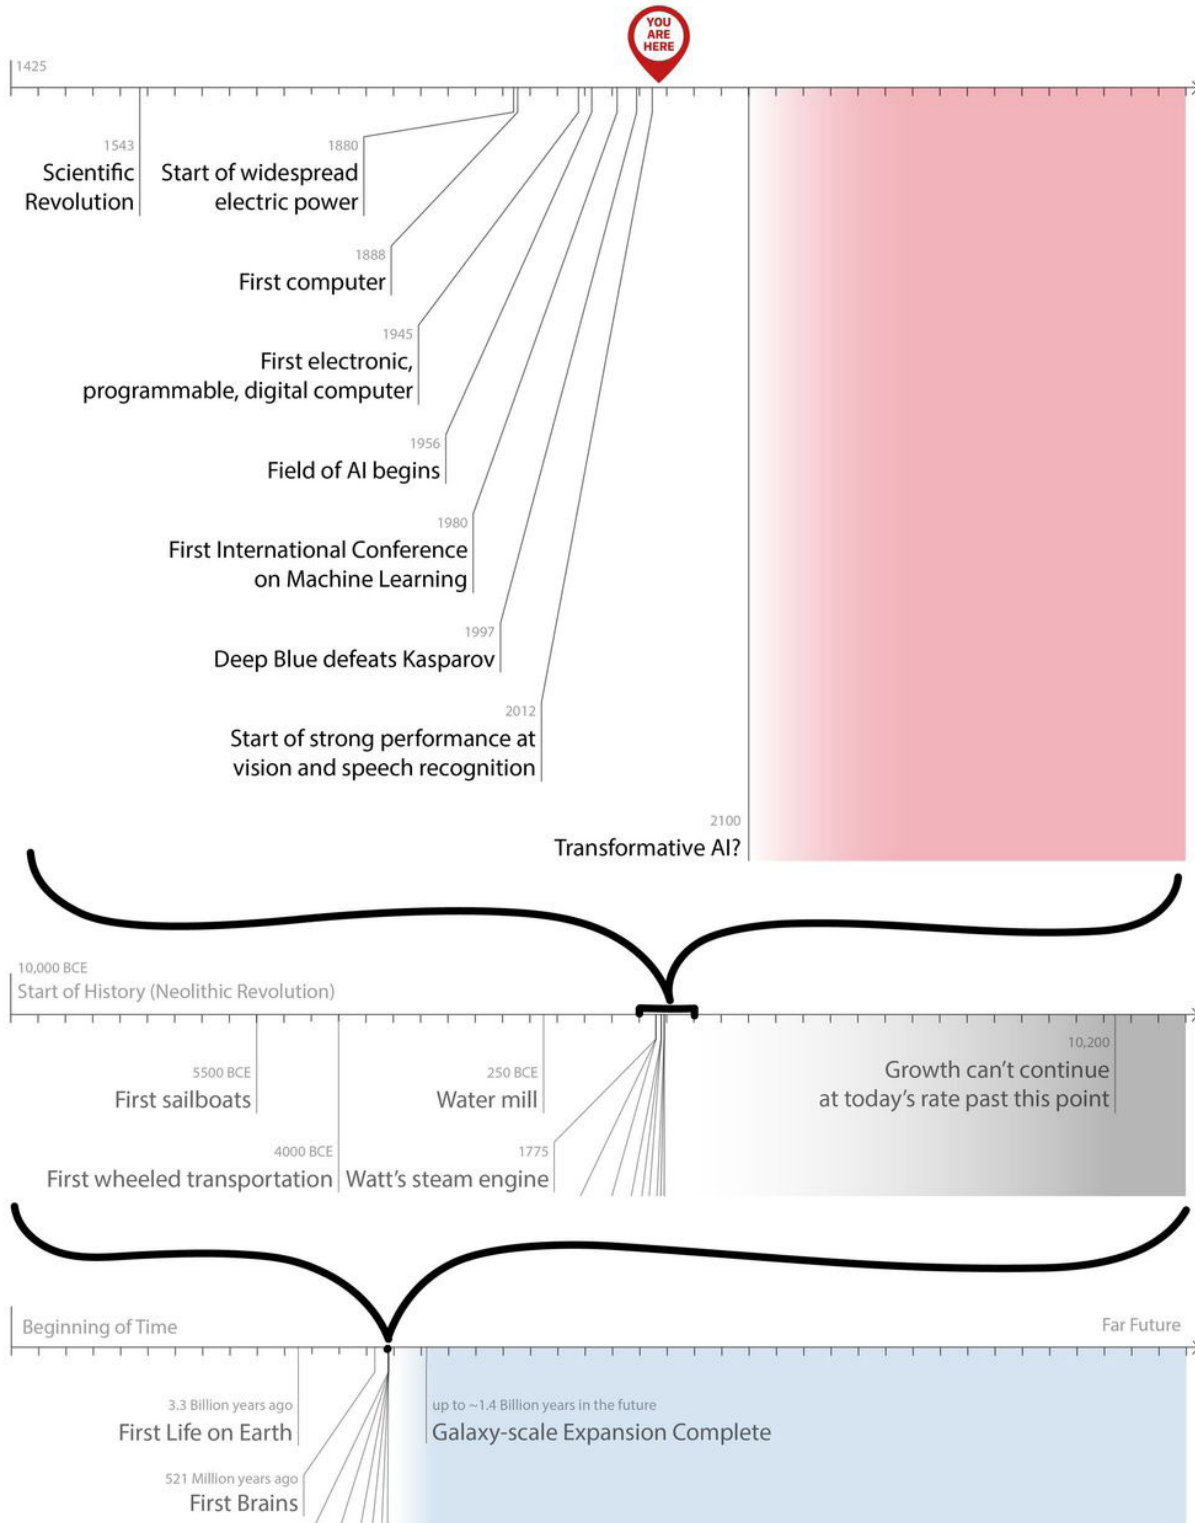 YOU
ARE
HERE
1425
1543
Scientific
Revolution
1880
Start of widespread
electric power
1888
First computer
1945
First electronic,
programmable, digital computer
1956
Field of AI begins
1980
First International Conference
on Machine Learning
1997
Deep Blue defeats Kasparov
2012
Start of strong performance at
vision and speech recognition
2100
Transformative AI?
10,000 BCE
Start of History (Neolithic Revolution)
5500 BCE
First sailboats
4000 BCE
First wheeled transportation
250 BCE
Water mill
1775
Watt's steam engine
10,200
Growth can't continue
at today's rate past this point
Beginning of Time
Far Future
3.3 Billion years ago
First Life on Earth
521 Million years ago
First Brains
up to ~1.4 Billion years in the future
Galaxy-scale Expansion Complete